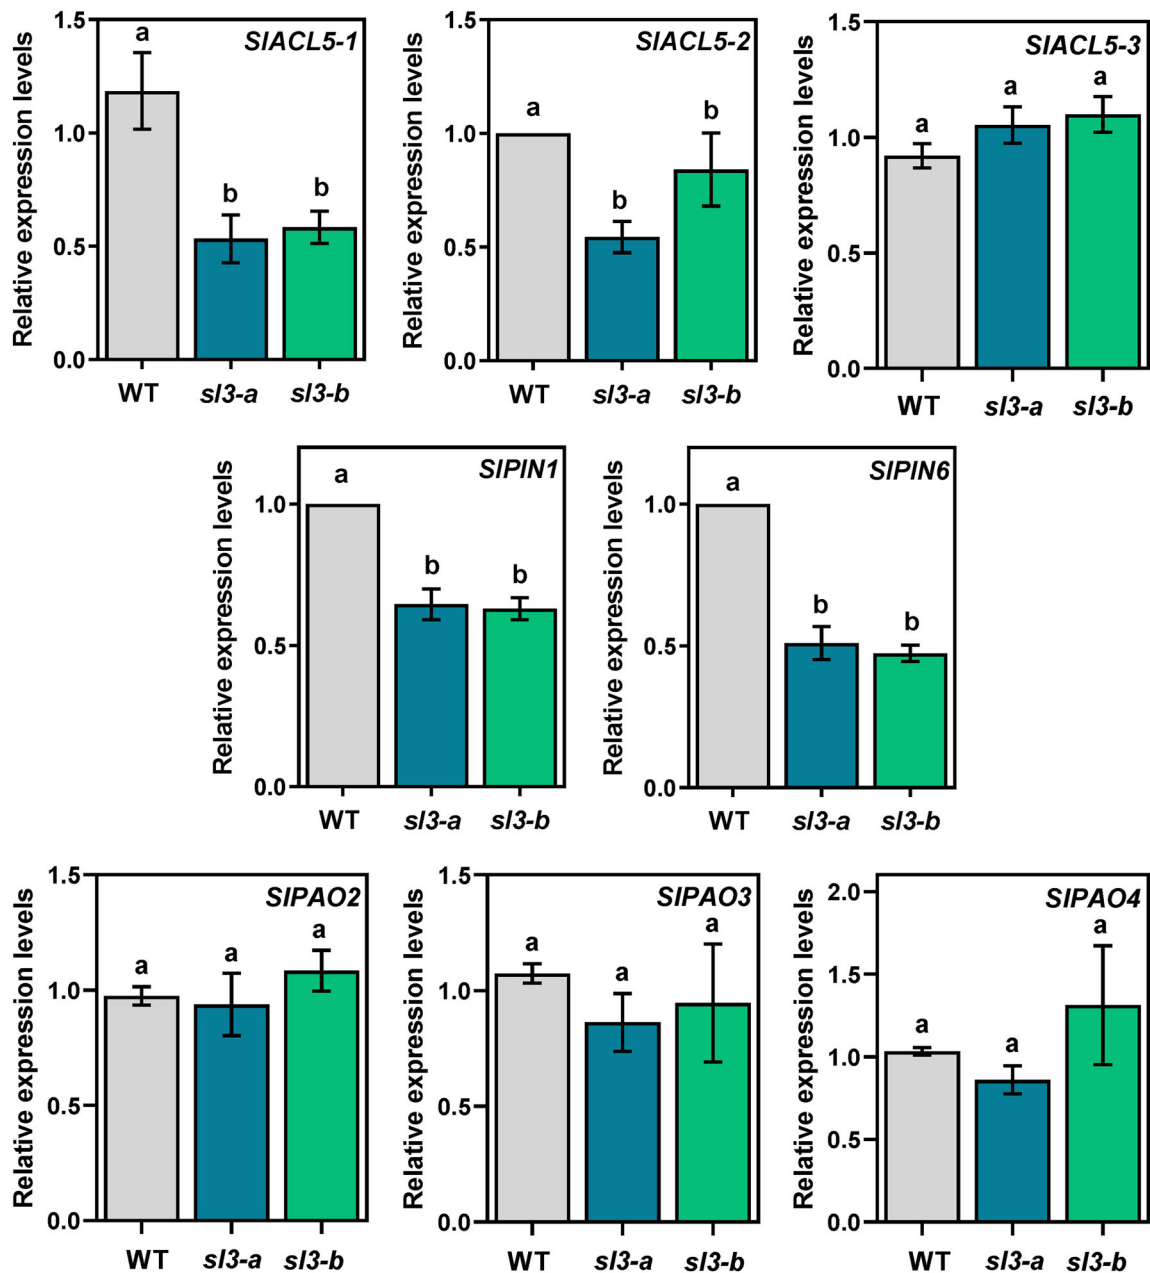 SlACL5-1
Relative expression levels
1.5
1.0
0.5
0.0
a
b
b
WT
sl3-a
sl3-b
SlACL5-2
Relative expression levels
1.5
1.0
0.5
0.0
a
b
b
WT
sl3-a
sl3-b
SlACL5-3
Relative expression levels
1.5
1.0
0.5
0.0
a
a
a
WT
sl3-a
sl3-b
SlPIN1
Relative expression levels
1.0
0.5
0.0
a
b
b
WT
sl3-a
sl3-b
SlPIN6
Relative expression levels
1.0
0.5
0.0
a
b
b
WT
sl3-a
sl3-b
SlPAO2
Relative expression levels
1.5
1.0
0.5
0.0
a
a
a
WT
sl3-a
sl3-b
SlPAO3
Relative expression levels
1.5
1.0
0.5
0.0
a
a
a
WT
sl3-a
sl3-b
SlPAO4
Relative expression levels
2.0
1.5
1.0
0.5
0.0
a
a
a
WT
sl3-a
sl3-b